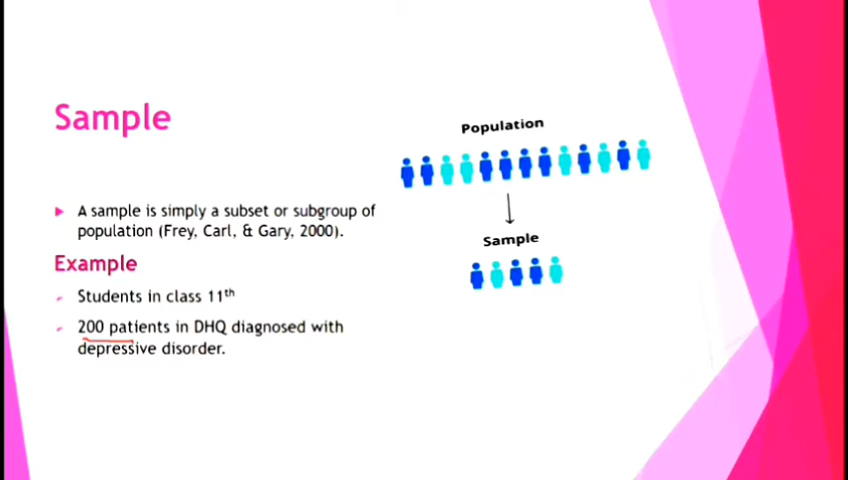 Sample
Population
Sample
A sample is simply a subset or subgroup of
population (Frey, Carl, & Gary, 2000).
Example
Students in class 11th
200 patients in DHQ diagnosed with
depressive disorder.